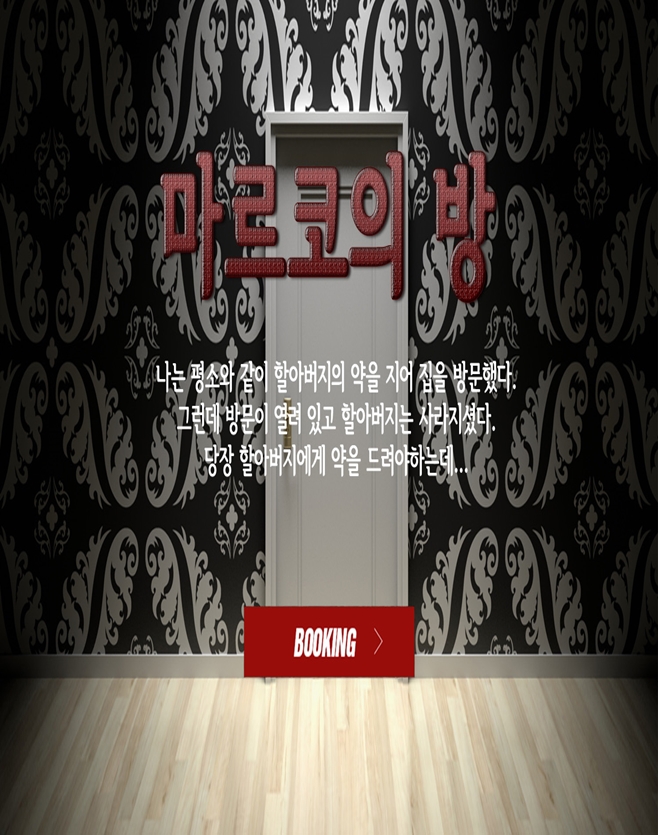 마르코의 방
나는 평소와 같이 할아버지의 약을 지어 집을 방문했다.
그런데 방문이 열려 있고 할아버지는 사라지셨다.
당장 할아버지에게 약을 드려야하는데...
BOOKING